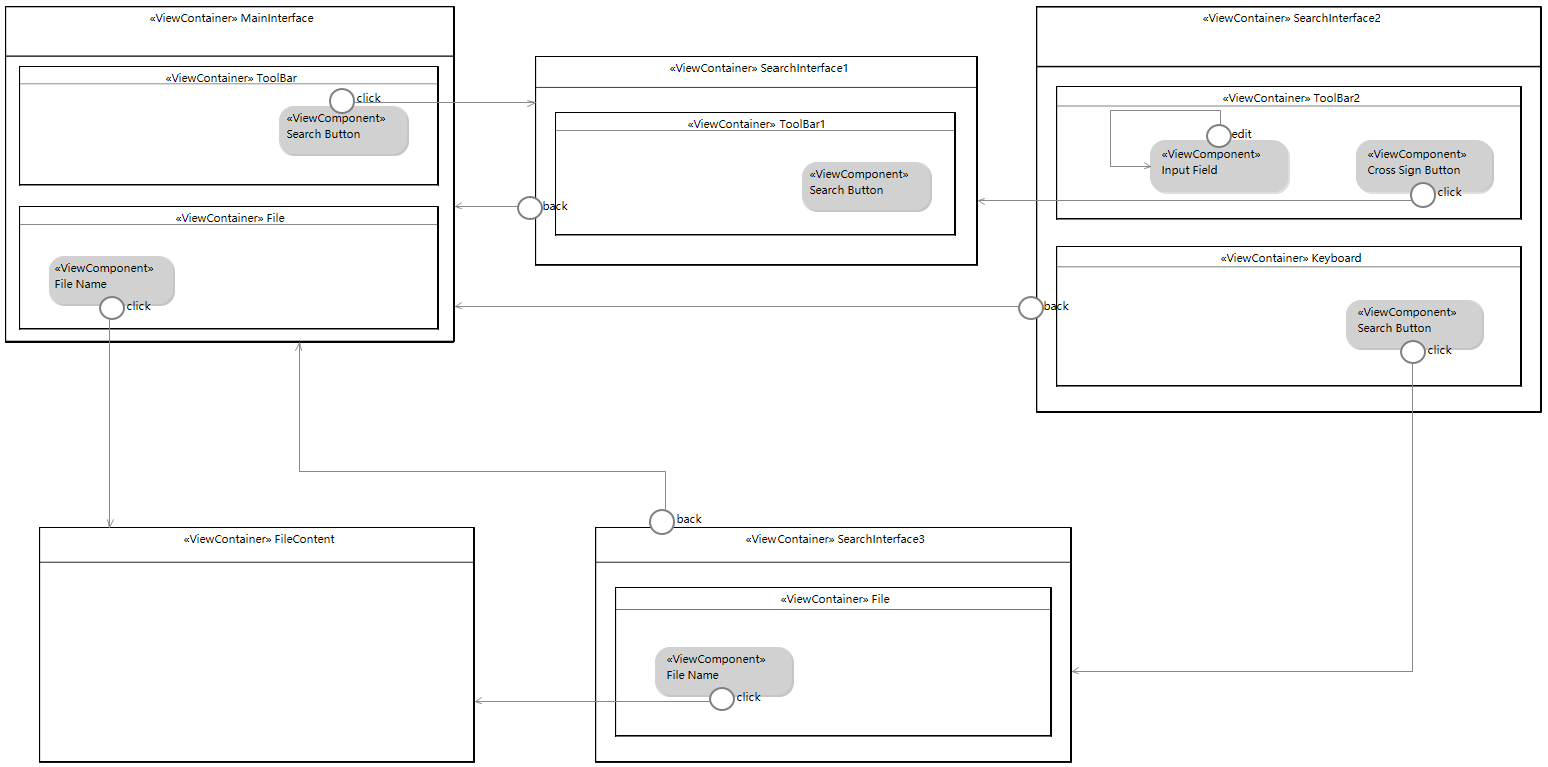 «ViewContainer» MainInterface
«ViewContainer» ToolBar
click
«ViewComponent»
Search Button
«ViewContainer» File
«ViewComponent»
File Name
click
«ViewContainer» SearchInterface1
«ViewContainer» ToolBar1
«ViewComponent»
Search Button
back
«ViewContainer» SearchInterface2
«ViewContainer» ToolBar2
edit
«ViewComponent»
Input Field
«ViewComponent»
Cross Sign Button
click
«ViewContainer» Keyboard
back
«ViewComponent»
Search Button
click
«ViewContainer» FileContent
back
«ViewContainer» SearchInterface3
«ViewContainer» File
«ViewComponent»
File Name
click